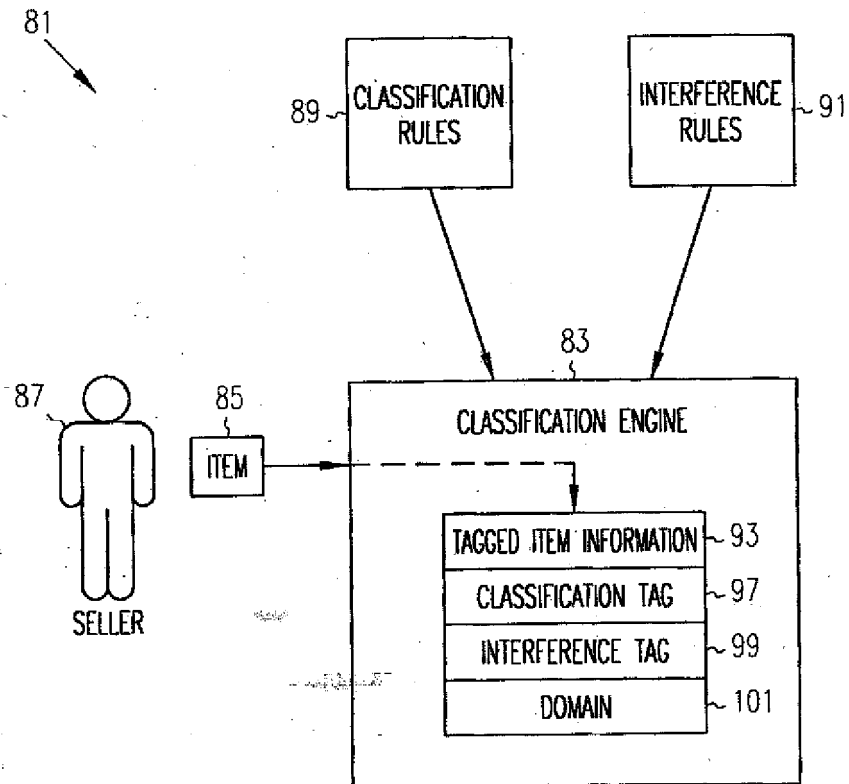 81
89
CLASSIFICATION
RULES
INTERFERENCE
RULES
91
83
87
85
CLASSIFICATION ENGINE
ITEM
TAGGED ITEM INFORMATION
93
CLASSIFICATION TAG
97
INTERFERENCE TAG
99
DOMAIN
101
SELLER